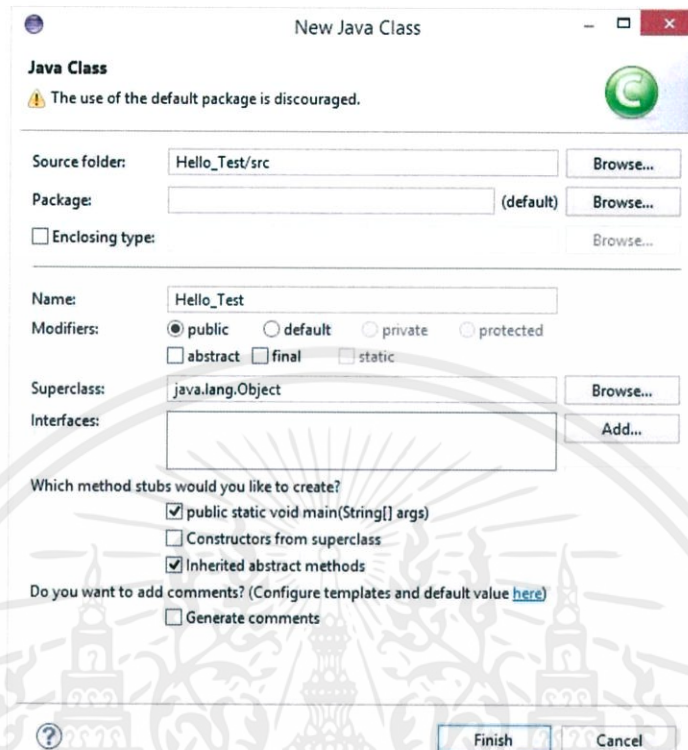 New Java Class
Java Class
The use of the default package is discouraged.
Source folder: Hello_Test/src Browse...
Package: (default) Browse...
Enclosing type: Browse...
Name: Hello_Test
Modifiers: public default private protected
abstract final static
Superclass: java.lang.Object Browse...
Interfaces: Add...
Which method stubs would you like to create?
public static void main(String[] args)
Constructors from superclass
Inherited abstract methods
Do you want to add comments? (Configure templates and default value here)
Generate comments
Finish Cancel